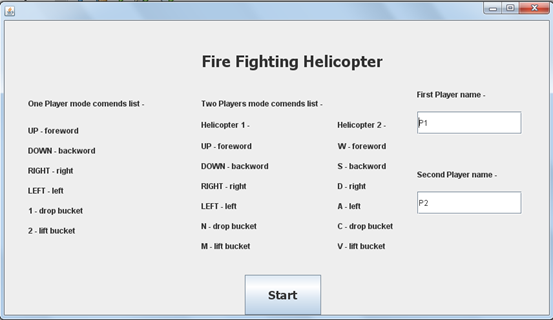 Fire Fighting Helicopter
One Player mode comends list -
UP - foreword
DOWN - backword
RIGHT - right
LEFT - left
1 - drop bucket
2 - lift bucket
Two Players mode comends list -
Helicopter 1 -
UP - foreword
DOWN - backword
RIGHT - right
LEFT - left
N - drop bucket
M - lift bucket
Helicopter 2 -
W - foreword
S - backword
D - right
A - left
C - drop bucket
V - lift bucket
First Player name -
P1
Second Player name -
P2
Start